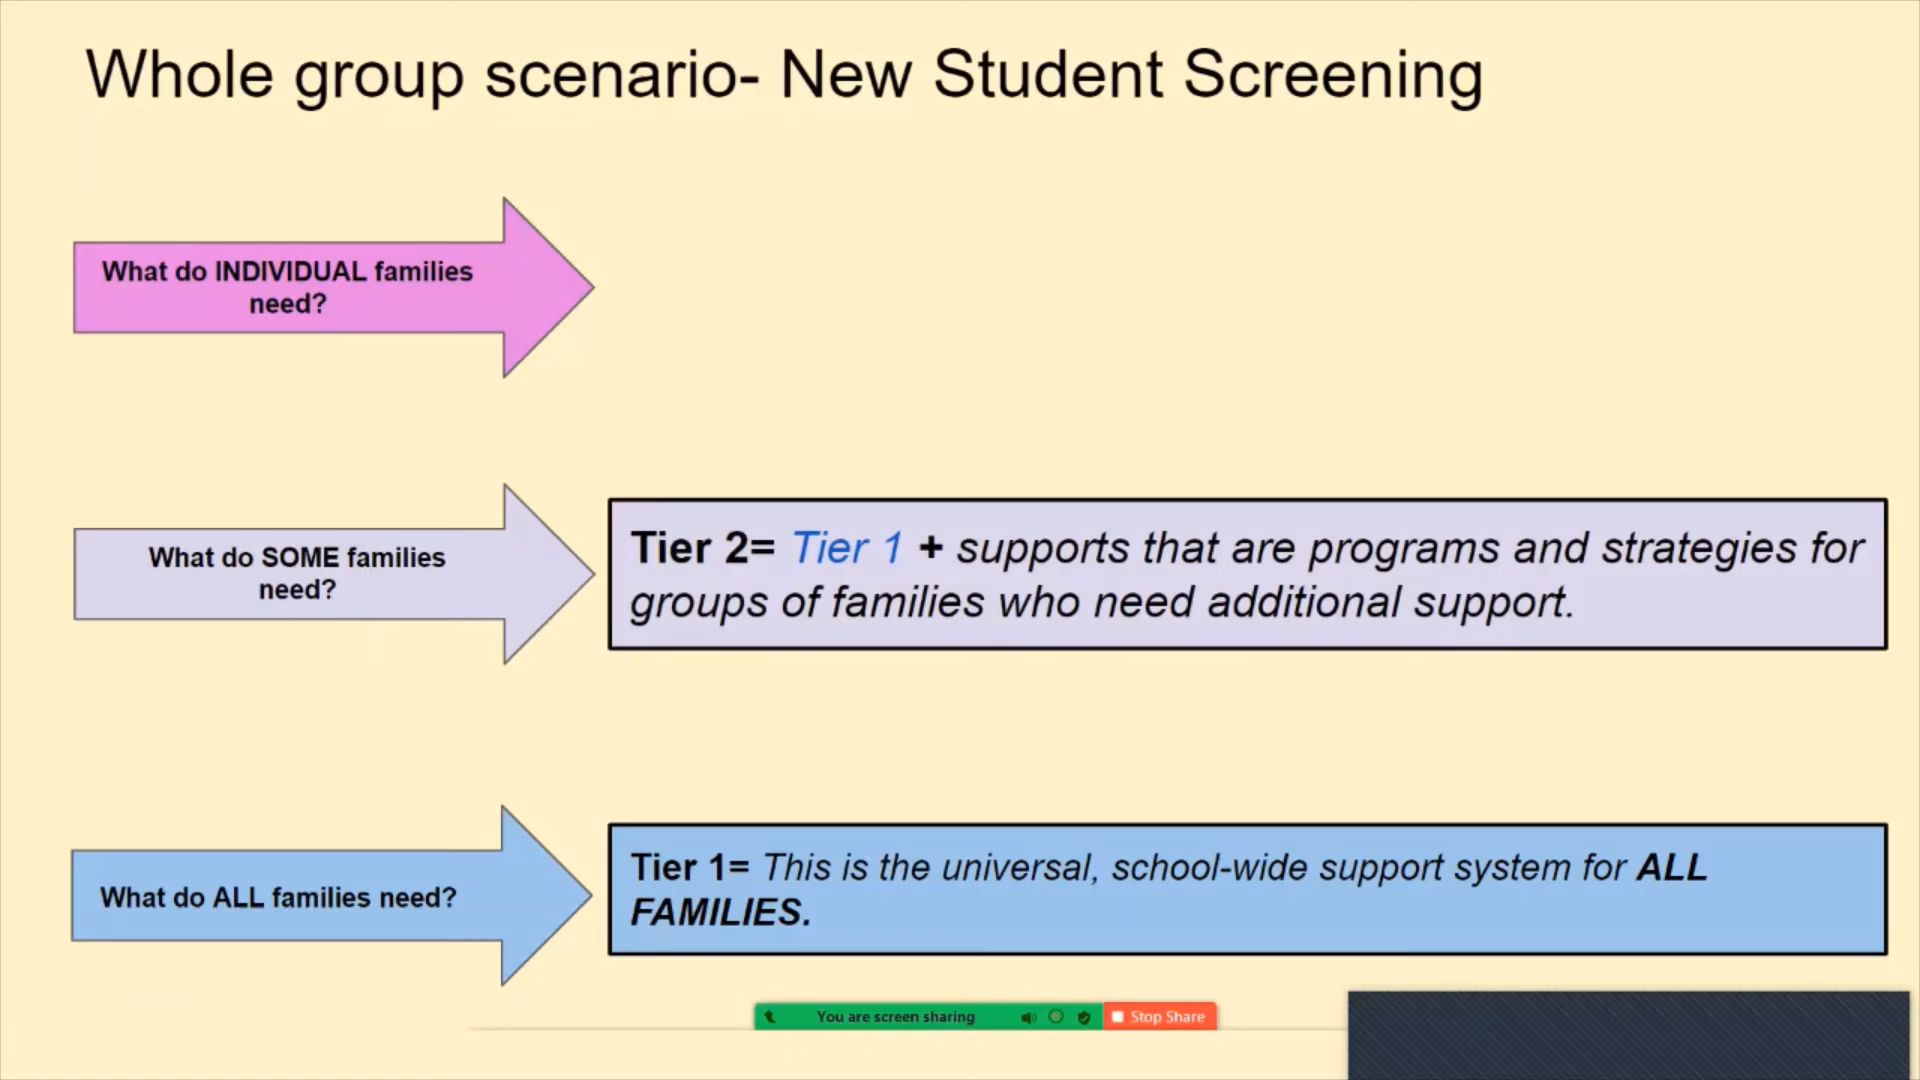 Whole group scenario- New Student Screening
What do INDIVIDUAL families
need?
What do SOME families
need?
Tier 2= Tier 1 + supports that are programs and strategies for
groups of families who need additional support.
What do ALL families need?
Tier 1= This is the universal, school-wide support system for ALL
FAMILIES.
You are screen sharing
Stop Share